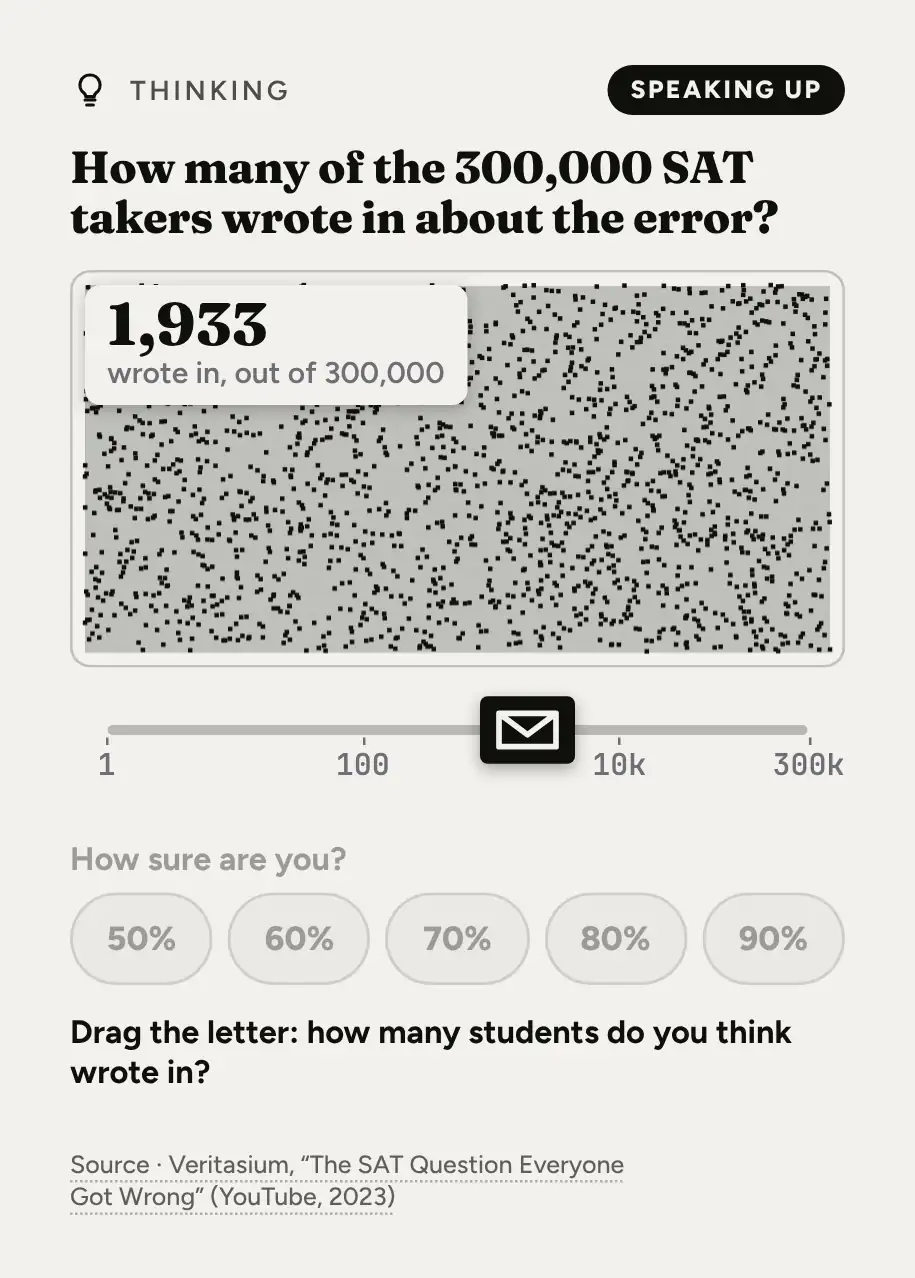 THINKING
SPEAKING UP
How many of the 300,000 SAT
takers wrote in about the error?
1,933
wrote in, out of 300,000
1
100
10k
300k
How sure are you?
50%
60%
70%
80%
90%
Drag the letter: how many students do you think
wrote in?
Source · Veritasium, “The SAT Question Everyone
Got Wrong” (YouTube, 2023)